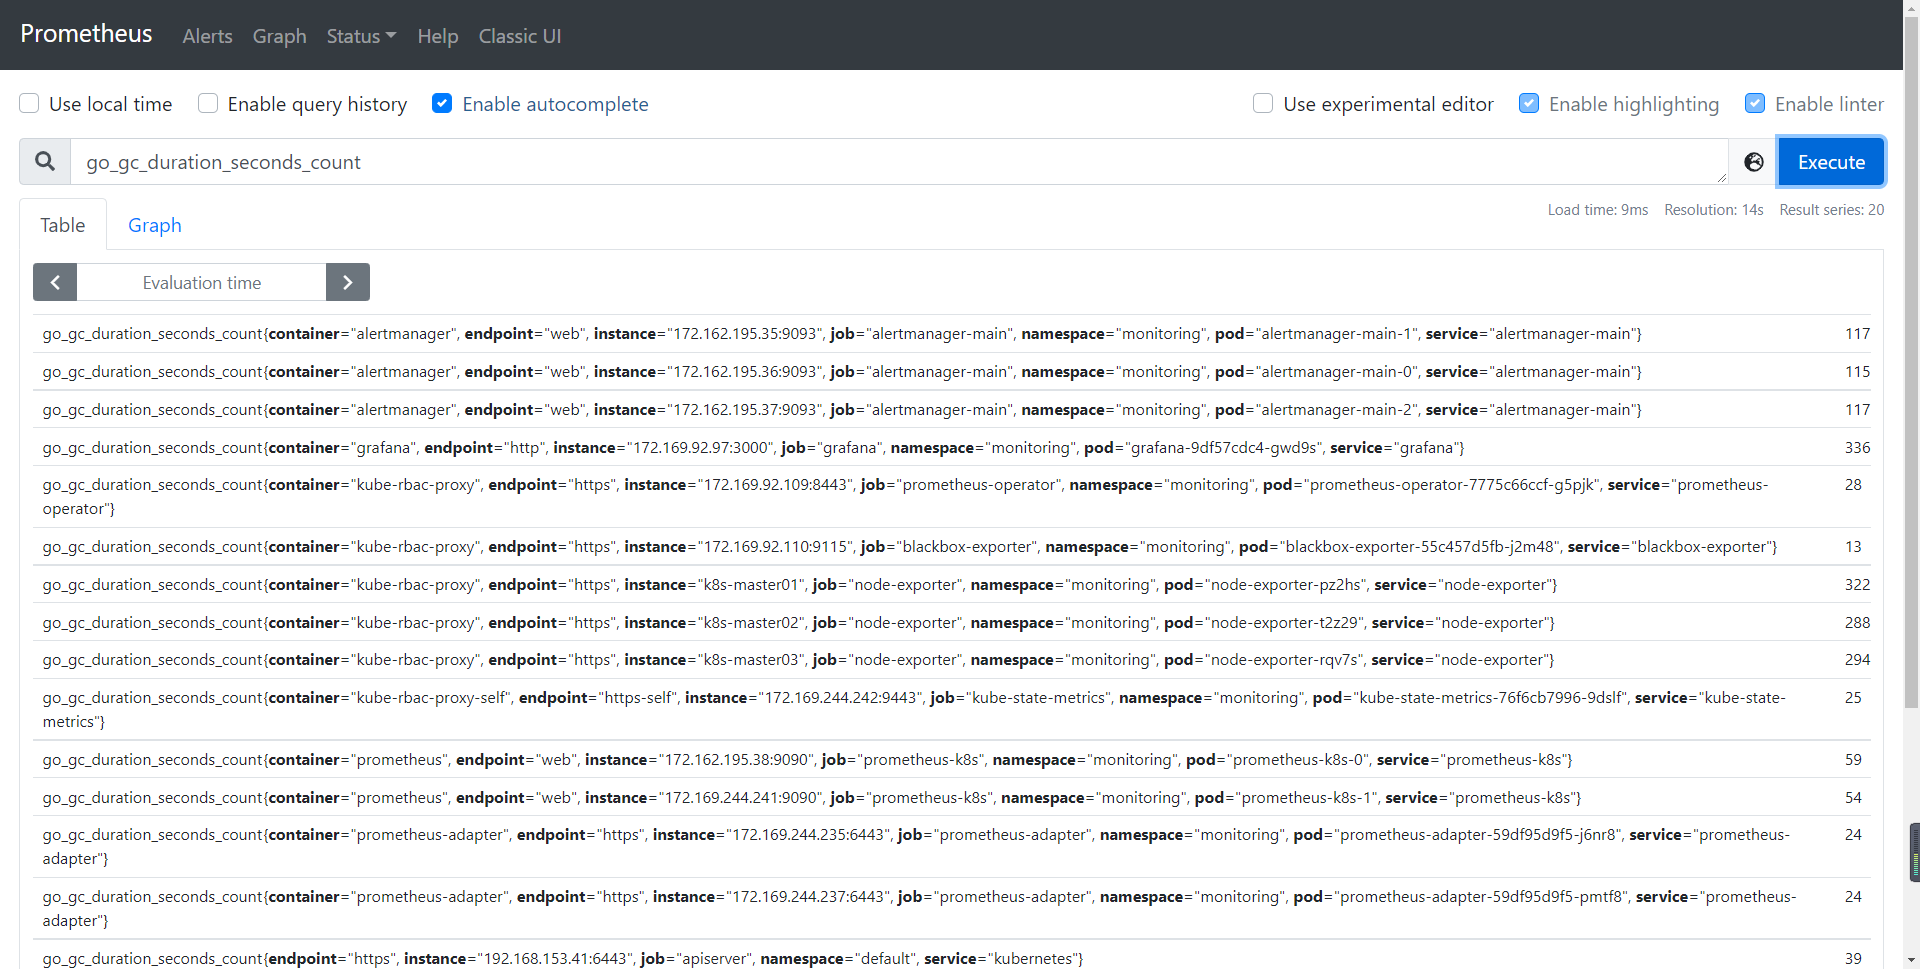 Prometheus Alerts Graph Status Help Classic UI
Use local time Enable query history Enable autocomplete Use experimental editor Enable highlighting Enable linter
go_gc_duration_seconds_count Execute
Table Graph Load time: 9ms Resolution: 14s Result series: 20
Evaluation time
go_gc_duration_seconds_count{container="alertmanager", endpoint="web", instance="172.162.195.35:9093", job="alertmanager-main", namespace="monitoring", pod="alertmanager-main-1", service="alertmanager-main"} 117
go_gc_duration_seconds_count{container="alertmanager", endpoint="web", instance="172.162.195.36:9093", job="alertmanager-main", namespace="monitoring", pod="alertmanager-main-0", service="alertmanager-main"} 115
go_gc_duration_seconds_count{container="alertmanager", endpoint="web", instance="172.162.195.37:9093", job="alertmanager-main", namespace="monitoring", pod="alertmanager-main-2", service="alertmanager-main"} 117
go_gc_duration_seconds_count{container="grafana", endpoint="http", instance="172.169.92.97:3000", job="grafana", namespace="monitoring", pod="grafana-9df57cdc4-gwd9s", service="grafana"} 336
go_gc_duration_seconds_count{container="kube-rbac-proxy", endpoint="https", instance="172.169.92.109:8443", job="prometheus-operator", namespace="monitoring", pod="prometheus-operator-7775c66ccf-g5pjk", service="prometheus- 28
operator"}
go_gc_duration_seconds_count{container="kube-rbac-proxy", endpoint="https", instance="172.169.92.110:9115", job="blackbox-exporter", namespace="monitoring", pod="blackbox-exporter-55c457d5fb-j2m48", service="blackbox-exporter"} 13
go_gc_duration_seconds_count{container="kube-rbac-proxy", endpoint="https", instance="k8s-master01", job="node-exporter", namespace="monitoring", pod="node-exporter-pz2hs", service="node-exporter"} 322
go_gc_duration_seconds_count{container="kube-rbac-proxy", endpoint="https", instance="k8s-master02", job="node-exporter", namespace="monitoring", pod="node-exporter-t2z29", service="node-exporter"} 288
go_gc_duration_seconds_count{container="kube-rbac-proxy", endpoint="https", instance="k8s-master03", job="node-exporter", namespace="monitoring", pod="node-exporter-rqv7s", service="node-exporter"} 294
go_gc_duration_seconds_count{container="kube-rbac-proxy-self", endpoint="https-self", instance="172.169.244.242:9443", job="kube-state-metrics", namespace="monitoring", pod="kube-state-metrics-76f6cb7996-9dslf", service="kube-state- 25
metrics"}
go_gc_duration_seconds_count{container="prometheus", endpoint="web", instance="172.162.195.38:9090", job="prometheus-k8s", namespace="monitoring", pod="prometheus-k8s-0", service="prometheus-k8s"} 59
go_gc_duration_seconds_count{container="prometheus", endpoint="web", instance="172.169.244.241:9090", job="prometheus-k8s", namespace="monitoring", pod="prometheus-k8s-1", service="prometheus-k8s"} 54
go_gc_duration_seconds_count{container="prometheus-adapter", endpoint="https", instance="172.169.244.235:6443", job="prometheus-adapter", namespace="monitoring", pod="prometheus-adapter-59df95d9f5-j6nr8", service="prometheus- 24
adapter"}
go_gc_duration_seconds_count{container="prometheus-adapter", endpoint="https", instance="172.169.244.237:6443", job="prometheus-adapter", namespace="monitoring", pod="prometheus-adapter-59df95d9f5-pmtf8", service="prometheus- 24
adapter"}
go_gc_duration_seconds_count{endpoint="https", instance="192.168.153.41:6443", job="apiserver", namespace="default", service="kubernetes"} 39